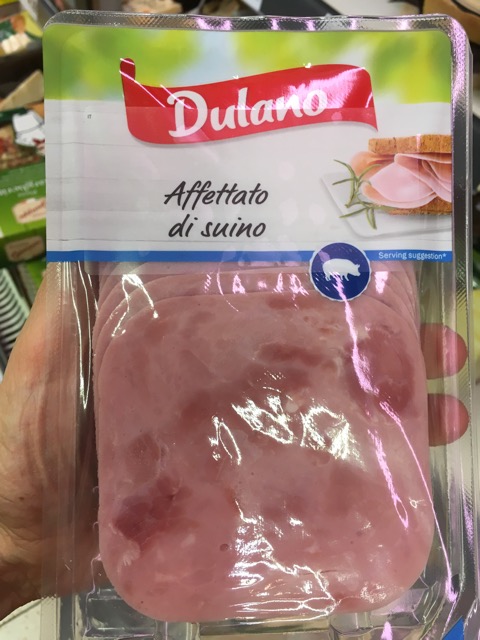 Dulano
Affettato
di suino
Serving suggestion*